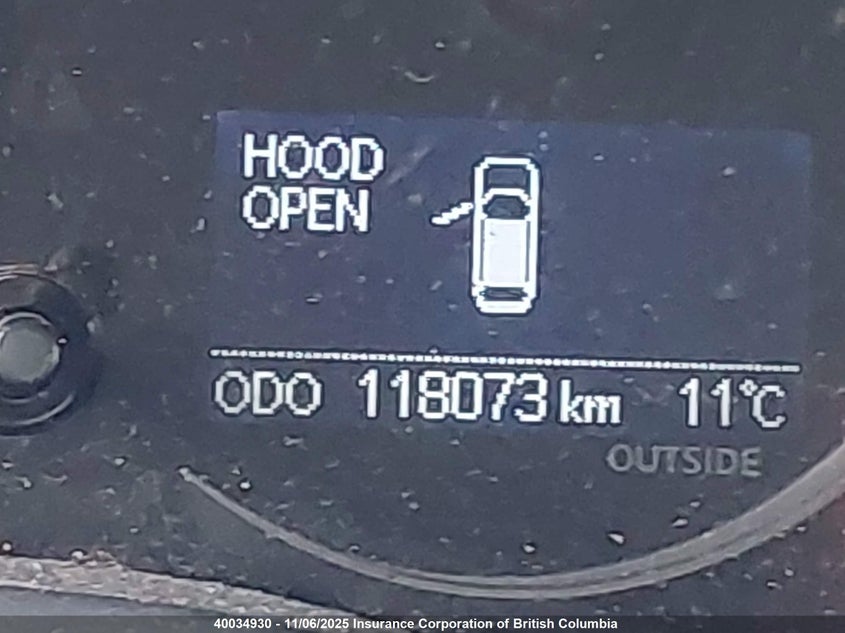 HOOD
OPEN
ODO 118073 km 11°C
OUTSIDE
40034930 - 11/06/2025 Insurance Corporation of British Columbia